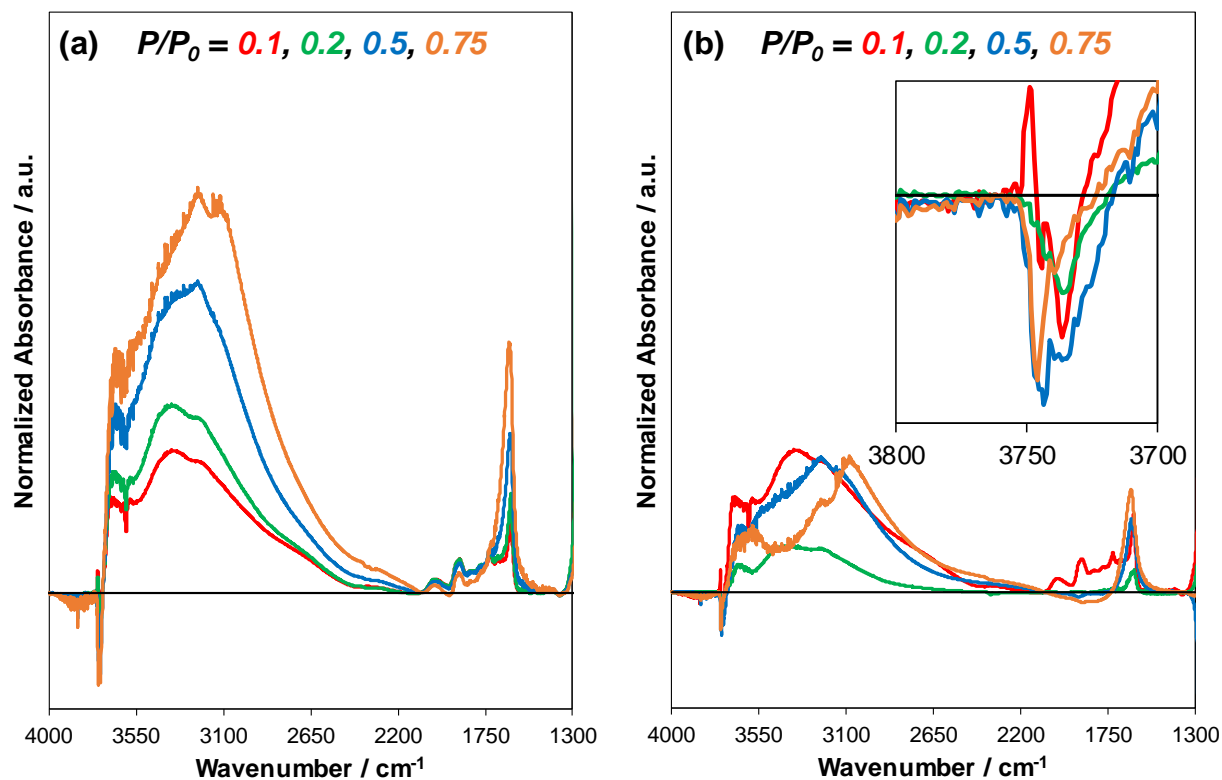 (a) P/P0 = 0.1, 0.2, 0.5, 0.75
Normalized Absorbance / a.u.
4000 3550 3100 2650 2200 1750 1300
Wavenumber / cm-1
(b) P/P0 = 0.1, 0.2, 0.5, 0.75
3800 3750 3700
Normalized Absorbance / a.u.
4000 3550 3100 2650 2200 1750 1300
Wavenumber / cm-1